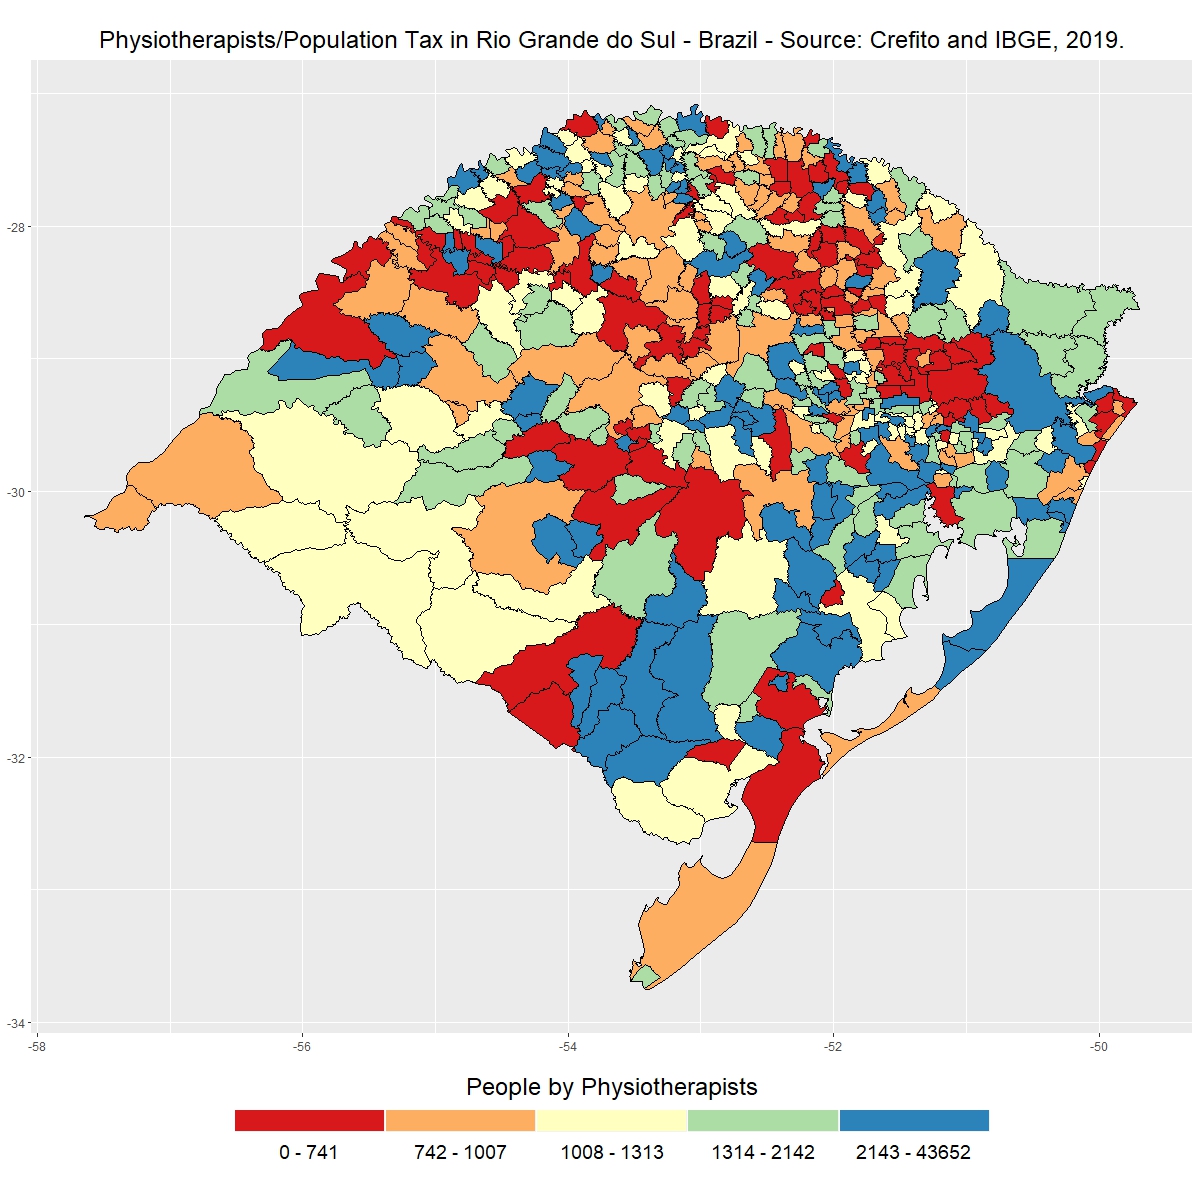 Physiotherapists/Population Tax in Rio Grande do Sul - Brazil - Source: Crefito and IBGE, 2019.
-28
-30
-32
-34
-58
-56
-54
-52
-50
People by Physiotherapists
0 - 741
742 - 1007
1008 - 1313
1314 - 2142
2143 - 43652